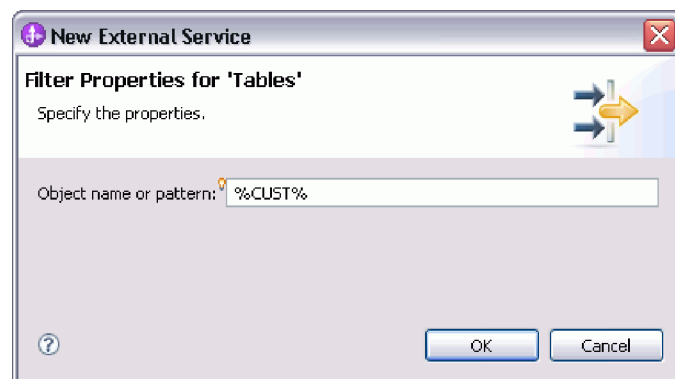 New External Service
Filter Properties for 'Tables'
Specify the properties.
Object name or pattern: %CUST%
OK Cancel